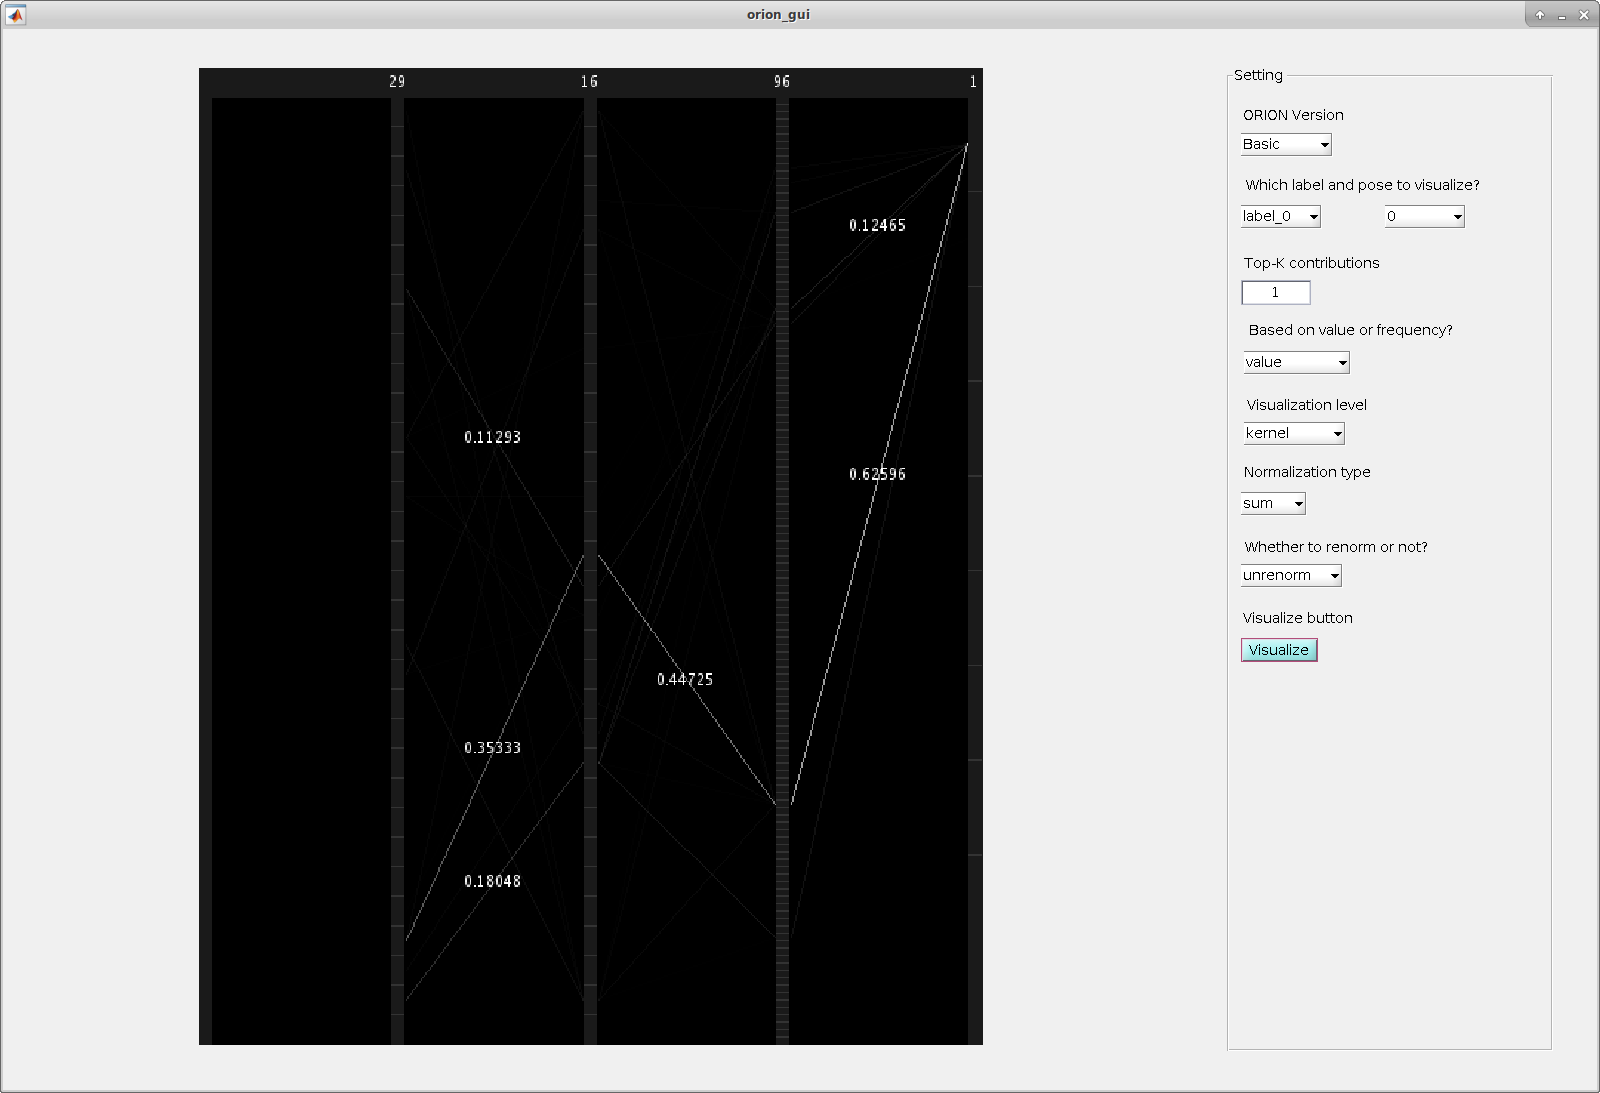 orion_gui
29 16 96 1
0.12465
0.11293
0.62596
0.44725
0.35333
0.18048
Setting
ORION Version
Basic
Which label and pose to visualize?
label_0 0
Top-K contributions
1
Based on value or frequency?
value
Visualization level
kernel
Normalization type
sum
Whether to renorm or not?
unrenorm
Visualize button
Visualize